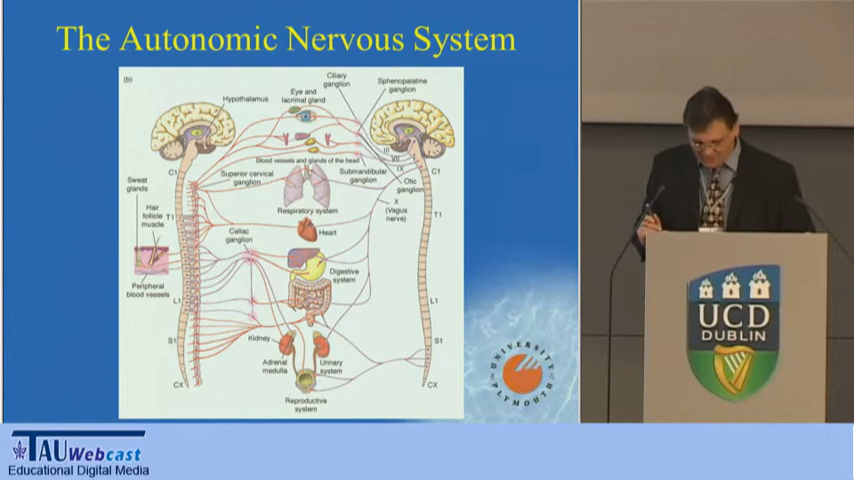 The Autonomic Nervous System
(b)
Hypothalamus
Eye and
lacrimal gland
Ciliary
ganglion
Sphenopalatine
ganglion
Blood vessels and glands of the head
III
VII
IX
C1
C1
Superior cervical
ganglion
Submandibular
ganglion
Otic
ganglion
Sweat
glands
Respiratory system
X
(Vagus
nerve)
Hair
follicle
muscle
T1
T1
Heart
Celiac
ganglion
Digestive
system
Peripheral
blood vessels
L1
L1
S1
S1
Kidney
Adrenal
medulla
Urinary
system
CX
CX
Reproductive
system
UNIVERSITY
OF
PLYMOUTH
UCD
DUBLIN
TAU Webcast
Educational Digital Media